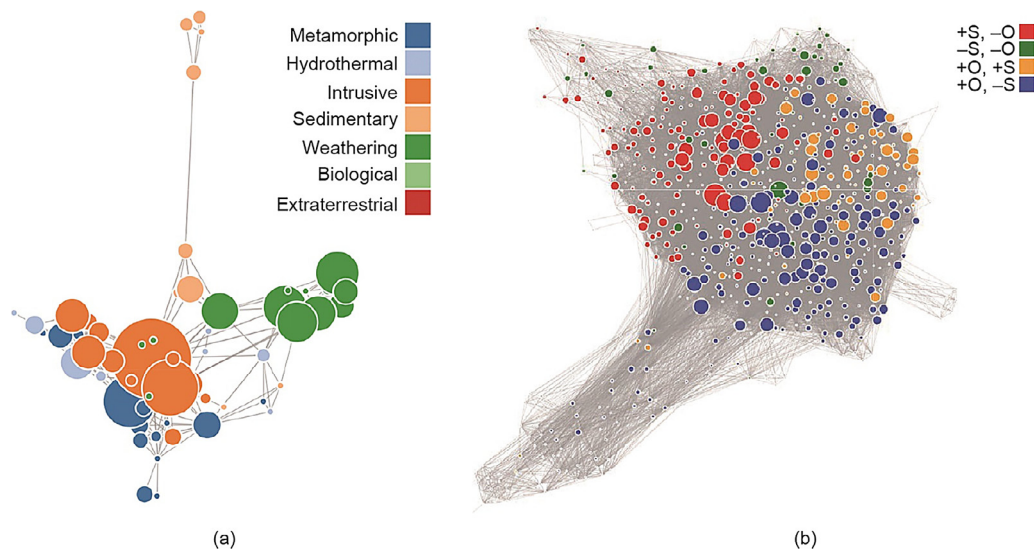 Metamorphic
Hydrothermal
Intrusive
Sedimentary
Weathering
Biological
Extraterrestrial
+S, –O
–S, –O
+O, +S
+O, –S
(a)
(b)